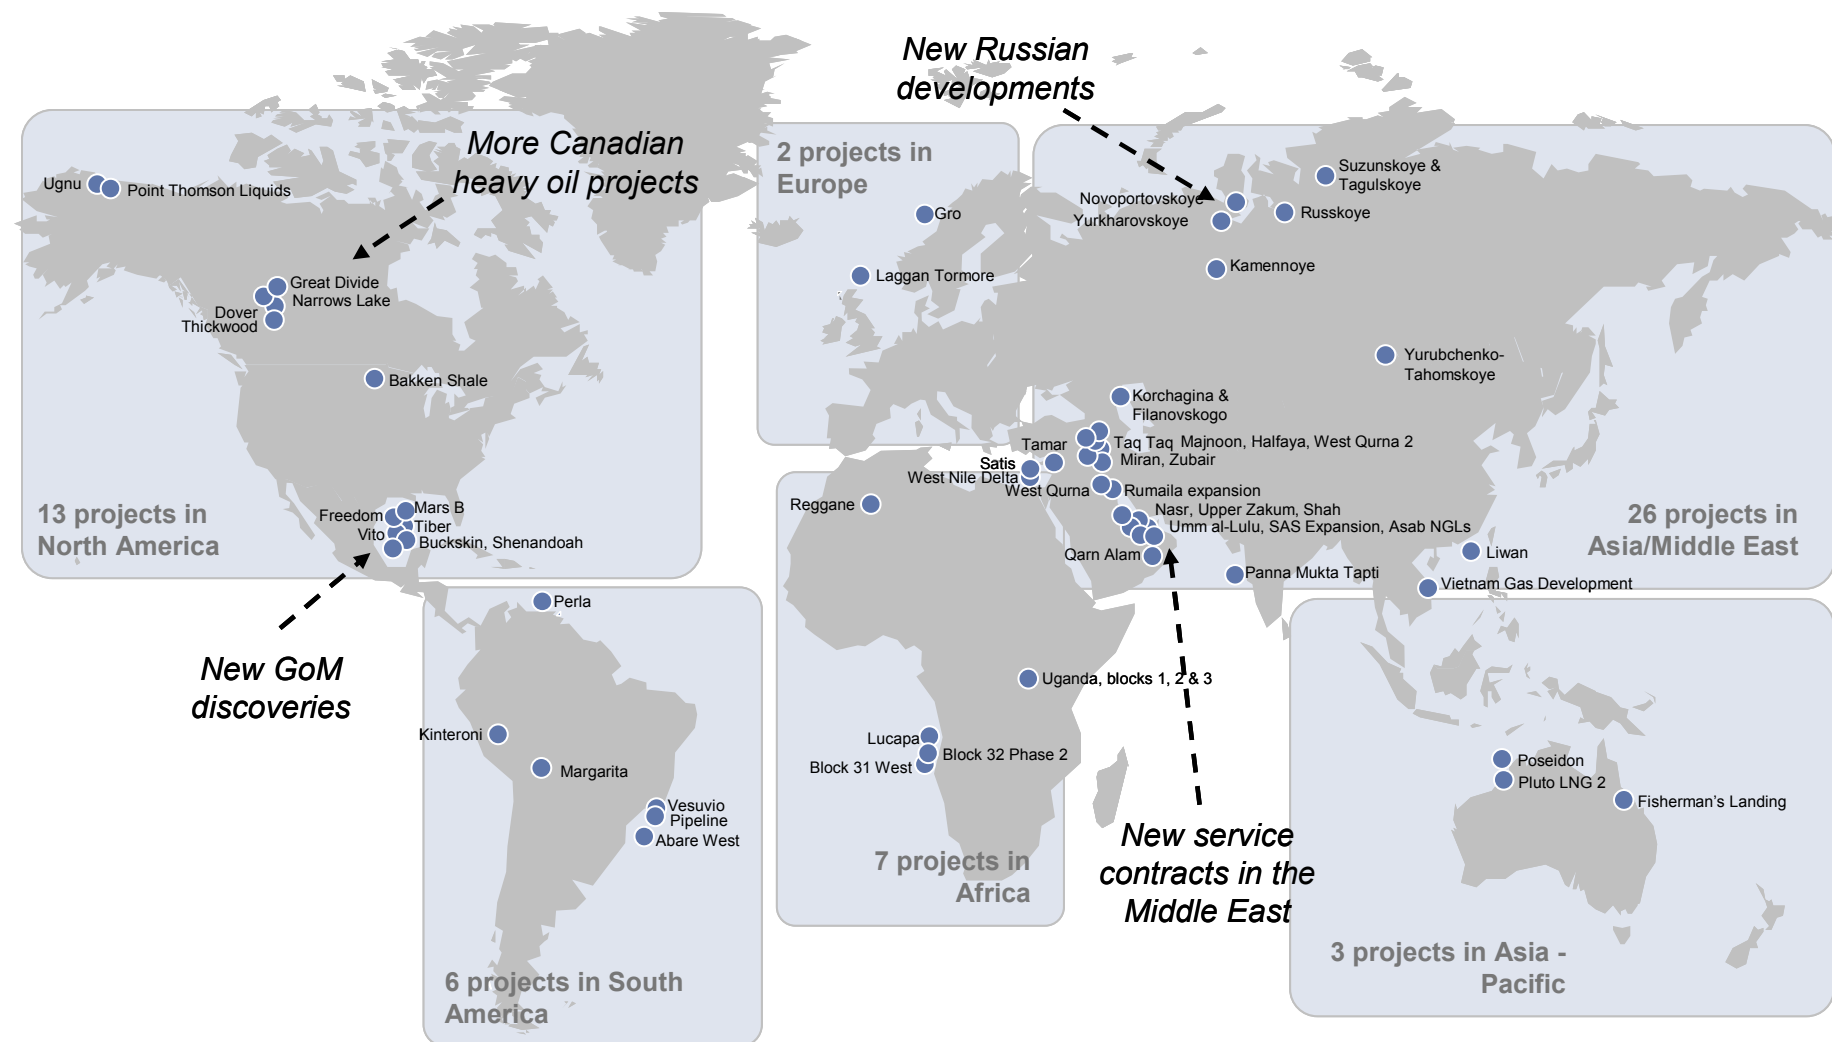 New Russian
developments
More Canadian
heavy oil projects
2 projects in
Europe
Ugnu
Point Thomson Liquids
Gro
Suzunskoye &
Tagulskoye
Novoportovskoye
Yurkharovskoye
Russkoye
Laggan Tormore
Kamennoye
Great Divide
Narrows Lake
Dover
Thickwood
Bakken Shale
Yurubchenko-
Tahomskoye
Korchagina &
Filanovskogo
Tamar
Taq Taq
Majnoon, Halfaya, West Qurna 2
Miran, Zubair
Satis
West Nile Delta
West Qurna
Rumaila expansion
Reggane
13 projects in
North America
Freedom
Mars B
Tiber
Vito
Buckskin, Shenandoah
Nasr, Upper Zakum, Shah
Umm al-Lulu, SAS Expansion, Asab NGLs
26 projects in
Asia/Middle East
Qarn Alam
Liwan
Panna Mukta Tapti
Vietnam Gas Development
Perla
New GoM
discoveries
Uganda, blocks 1, 2 & 3
Kinteroni
Margarita
Lucapa
Block 32 Phase 2
Block 31 West
Poseidon
Pluto LNG 2
Fisherman's Landing
Vesuvio
Pipeline
Abare West
New service
contracts in the
Middle East
7 projects in
Africa
3 projects in Asia -
Pacific
6 projects in South
America